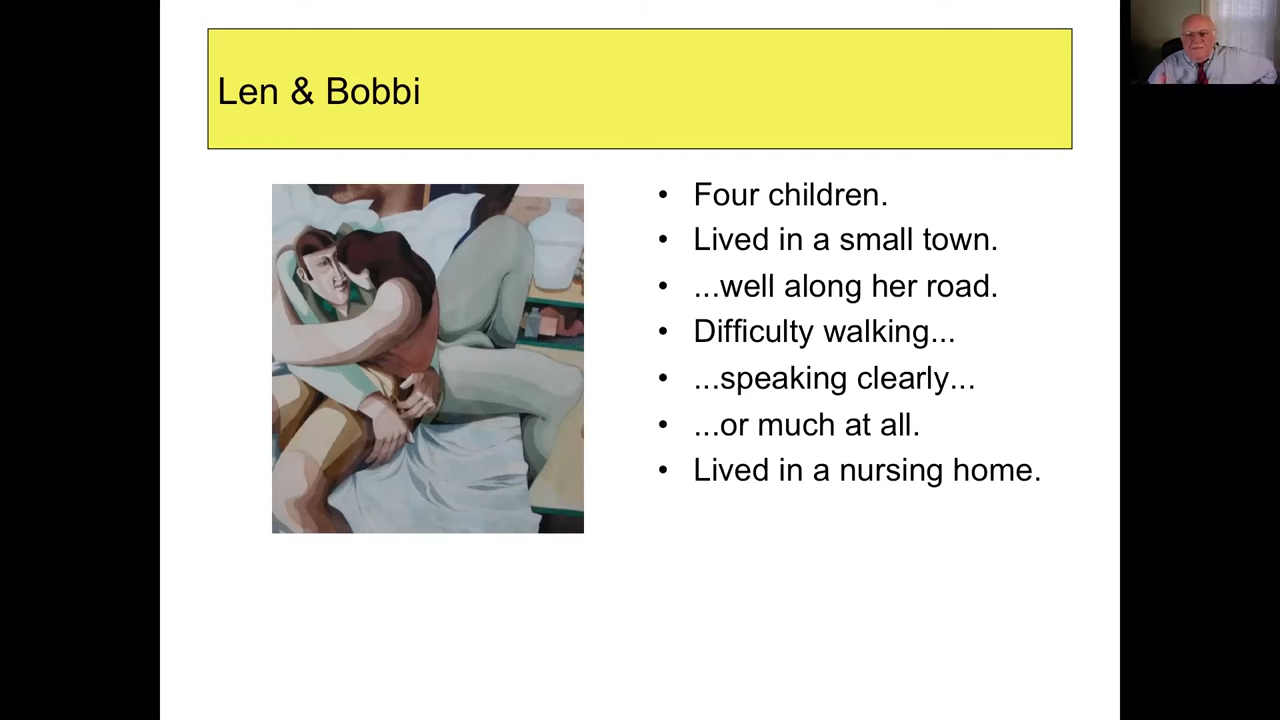 Len & Bobbi
• Four children.
• Lived in a small town.
• ...well along her road.
• Difficulty walking...
• ...speaking clearly...
• ...or much at all.
• Lived in a nursing home.